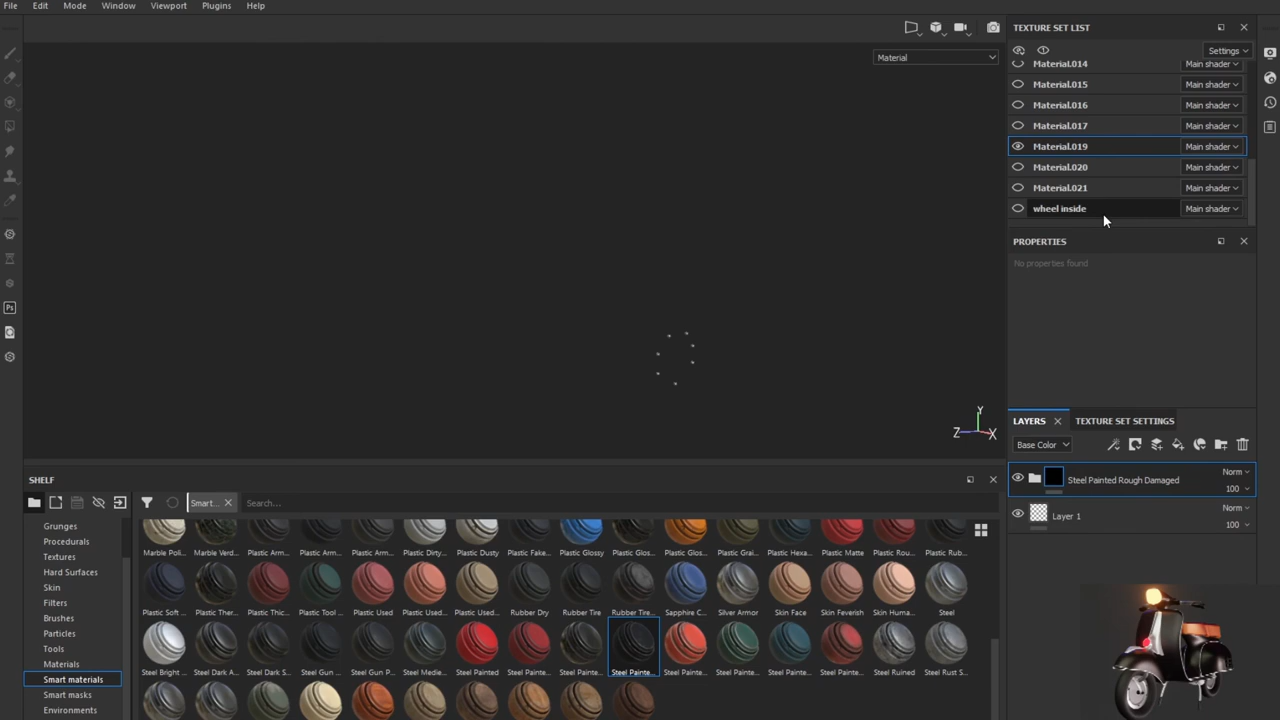 File Edit Mode Window Viewport Plugins Help
TEXTURE SET LIST
Settings
Material
Material.014 Main shader
Material.015 Main shader
Material.016 Main shader
Material.017 Main shader
Material.019 Main shader
Material.020 Main shader
Material.021 Main shader
wheel inside Main shader
PROPERTIES
No properties found
Y
Z X
LAYERS TEXTURE SET SETTINGS
Base Color
Norm
Steel Painted Rough Damaged
100
Norm
Layer 1
100
Ps
SHELF
Smart... Search...
Grunges
Procedurals
Textures
Hard Surfaces
Skin
Filters
Brushes
Particles
Tools
Materials
Smart materials
Smart masks
Environments
Marble Poli... Marble Verd... Plastic Arm... Plastic Arm... Plastic Arm... Plastic Dirty... Plastic Dusty Plastic Fake... Plastic Glossy Plastic Glos... Plastic Glos... Plastic Grai... Plastic Hexa... Plastic Matte Plastic Rou... Plastic Rub...
Plastic Soft ... Plastic Ther... Plastic Thic... Plastic Tool ... Plastic Used Plastic Used... Plastic Used... Rubber Dry Rubber Tire Rubber Tire... Sapphire C... Silver Armor Skin Face Skin Feverish Skin Huma... Steel
Steel Bright ... Steel Dark A... Steel Dark S... Steel Gun ... Steel Gun P... Steel Medie... Steel Painted Steel Painte... Steel Painte... Steel Painte... Steel Painte... Steel Painte... Steel Painte... Steel Painte... Steel Ruined Steel Rust S...